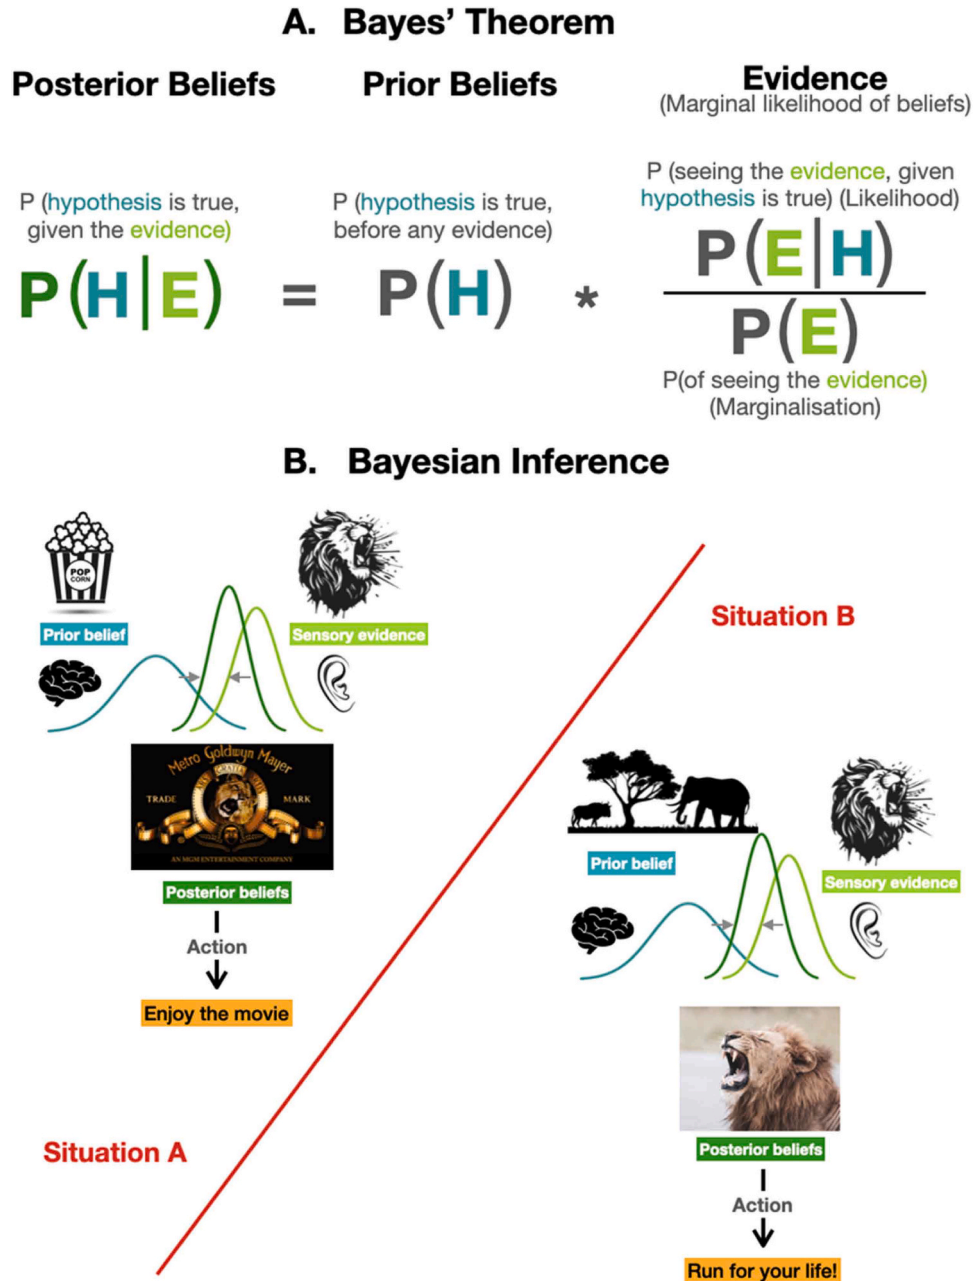 A. Bayes' Theorem
Posterior Beliefs
Prior Beliefs
Evidence
(Marginal likelihood of beliefs)
P (hypothesis is true,
given the evidence)
P (hypothesis is true,
before any evidence)
P (seeing the evidence, given
hypothesis is true) (Likelihood)
P(H|E) = P(H) * P(E|H)
P(E)
P(of seeing the evidence)
(Marginalisation)
B. Bayesian Inference
POP
CORN
Prior belief
Sensory evidence
Metro Goldwyn Mayer
GRATIA
TRADE MARK
AN MGM ENTERTAINMENT COMPANY
Posterior beliefs
Action
Enjoy the movie
Situation A
Situation B
Prior belief
Sensory evidence
Posterior beliefs
Action
Run for your life!